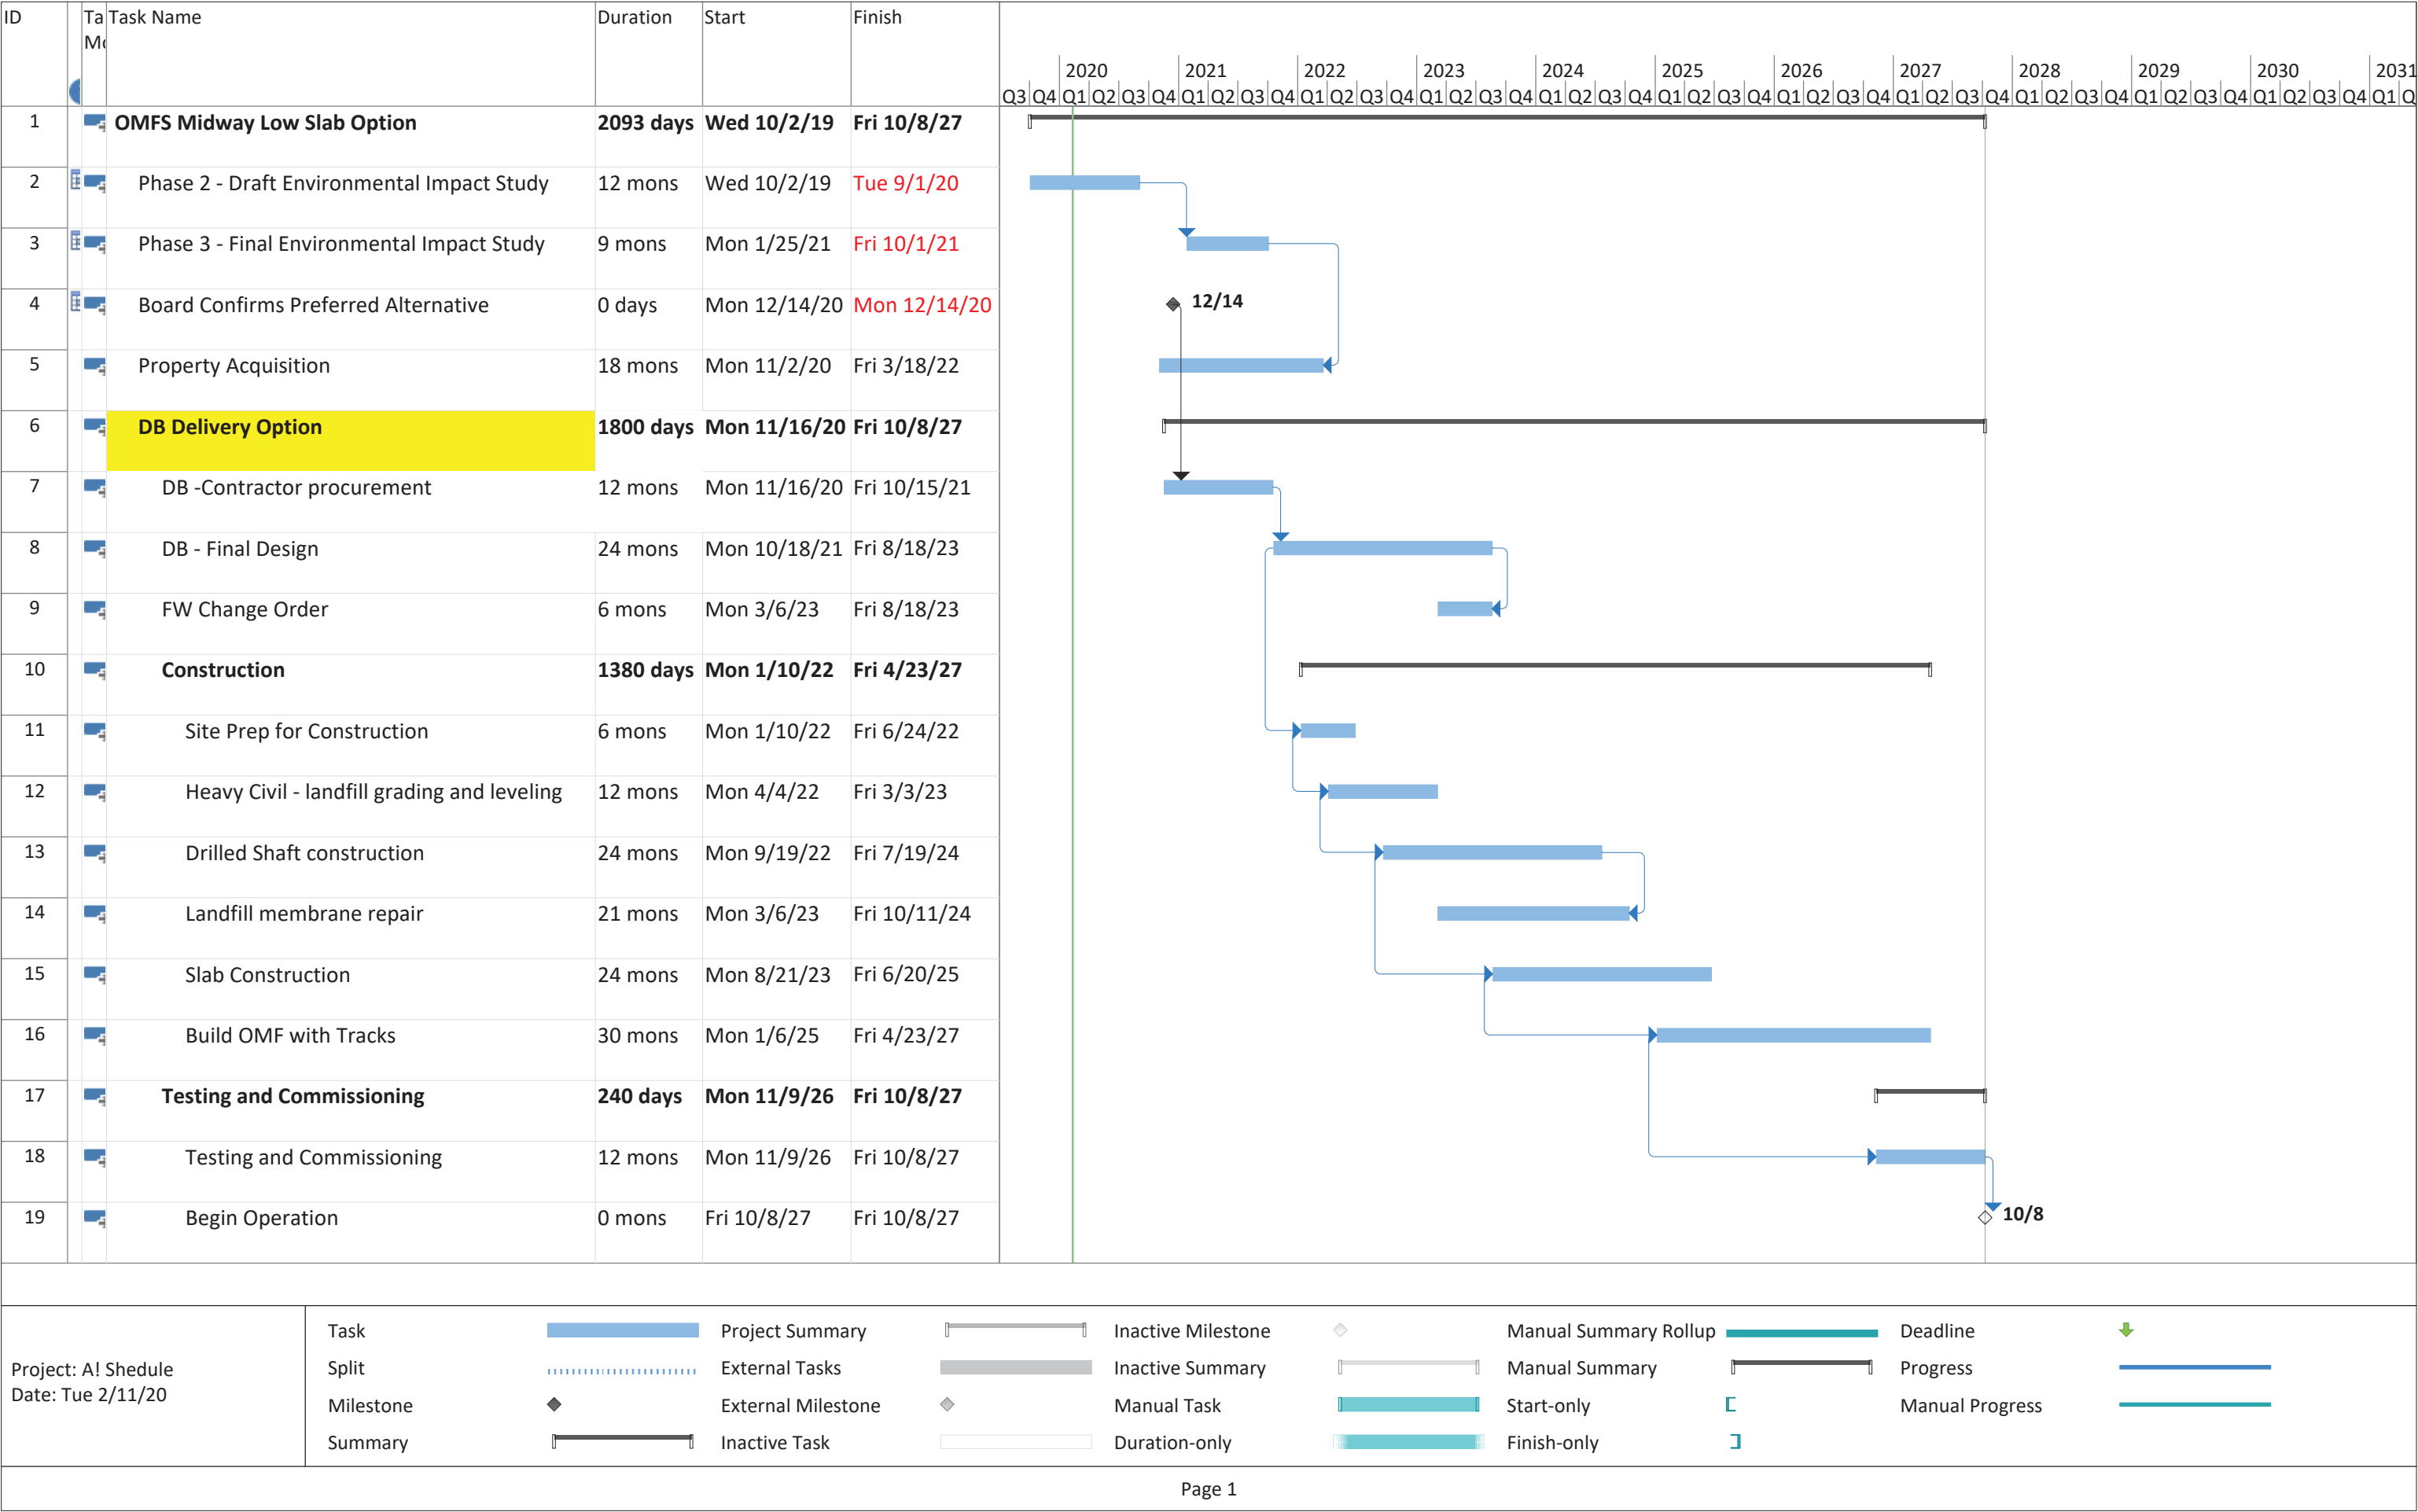 ID Ta Task Name Duration Start Finish
Mo
2020 2021 2022 2023 2024 2025 2026 2027 2028 2029 2030 2031
Q3 Q4 Q1 Q2 Q3 Q4 Q1 Q2 Q3 Q4 Q1 Q2 Q3 Q4 Q1 Q2 Q3 Q4 Q1 Q2 Q3 Q4 Q1 Q2 Q3 Q4 Q1 Q2 Q3 Q4 Q1 Q2 Q3 Q4 Q1 Q2 Q3 Q4 Q1 Q2 Q3 Q4 Q1 Q2 Q3 Q4 Q1 Q
1 OMFS Midway Low Slab Option 2093 days Wed 10/2/19 Fri 10/8/27
2 Phase 2 - Draft Environmental Impact Study 12 mons Wed 10/2/19 Tue 9/1/20
3 Phase 3 - Final Environmental Impact Study 9 mons Mon 1/25/21 Fri 10/1/21
4 Board Confirms Preferred Alternative 0 days Mon 12/14/20 Mon 12/14/20 12/14
5 Property Acquisition 18 mons Mon 11/2/20 Fri 3/18/22
6 DB Delivery Option 1800 days Mon 11/16/20 Fri 10/8/27
7 DB -Contractor procurement 12 mons Mon 11/16/20 Fri 10/15/21
8 DB - Final Design 24 mons Mon 10/18/21 Fri 8/18/23
9 FW Change Order 6 mons Mon 3/6/23 Fri 8/18/23
10 Construction 1380 days Mon 1/10/22 Fri 4/23/27
11 Site Prep for Construction 6 mons Mon 1/10/22 Fri 6/24/22
12 Heavy Civil - landfill grading and leveling 12 mons Mon 4/4/22 Fri 3/3/23
13 Drilled Shaft construction 24 mons Mon 9/19/22 Fri 7/19/24
14 Landfill membrane repair 21 mons Mon 3/6/23 Fri 10/11/24
15 Slab Construction 24 mons Mon 8/21/23 Fri 6/20/25
16 Build OMF with Tracks 30 mons Mon 1/6/25 Fri 4/23/27
17 Testing and Commissioning 240 days Mon 11/9/26 Fri 10/8/27
18 Testing and Commissioning 12 mons Mon 11/9/26 Fri 10/8/27
19 Begin Operation 0 mons Fri 10/8/27 Fri 10/8/27 10/8
Project: A! Shedule
Date: Tue 2/11/20
Task Project Summary Inactive Milestone Manual Summary Rollup Deadline
Split External Tasks Inactive Summary Manual Summary Progress
Milestone External Milestone Manual Task Start-only Manual Progress
Summary Inactive Task Duration-only Finish-only
Page 1